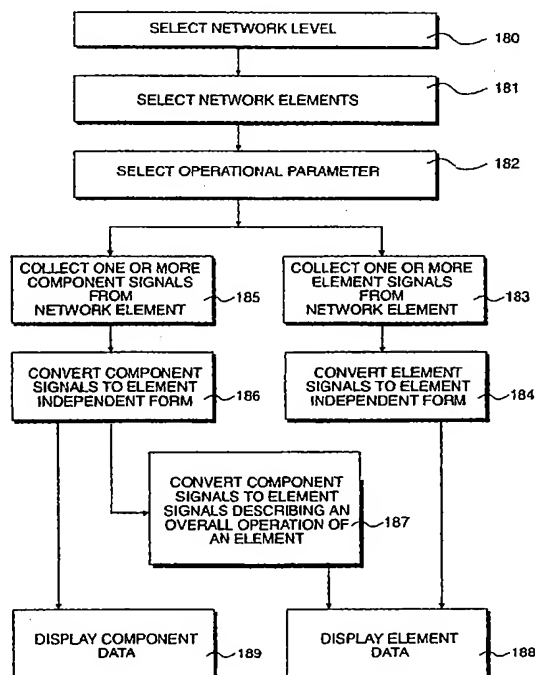 SELECT NETWORK LEVEL
180
SELECT NETWORK ELEMENTS
181
SELECT OPERATIONAL PARAMETER
182
COLLECT ONE OR MORE
COMPONENT SIGNALS
FROM
NETWORK ELEMENT
185
COLLECT ONE OR MORE
ELEMENT SIGNALS
FROM
NETWORK ELEMENT
183
CONVERT COMPONENT
SIGNALS TO ELEMENT
INDEPENDENT FORM
186
CONVERT ELEMENT
SIGNALS TO ELEMENT
INDEPENDENT FORM
184
CONVERT COMPONENT
SIGNALS TO ELEMENT
SIGNALS DESCRIBING AN
OVERALL OPERATION OF
AN ELEMENT
187
DISPLAY COMPONENT
DATA
189
DISPLAY ELEMENT
DATA
188